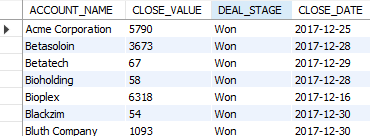 ACCOUNT_NAME CLOSE_VALUE DEAL_STAGE CLOSE_DATE
Acme Corporation 5790 Won 2017-12-25
Betasoloin 3673 Won 2017-12-28
Betatech 67 Won 2017-12-29
Bioholding 58 Won 2017-12-28
Bioplex 6318 Won 2017-12-16
Blackzim 54 Won 2017-12-30
Bluth Company 1093 Won 2017-12-30